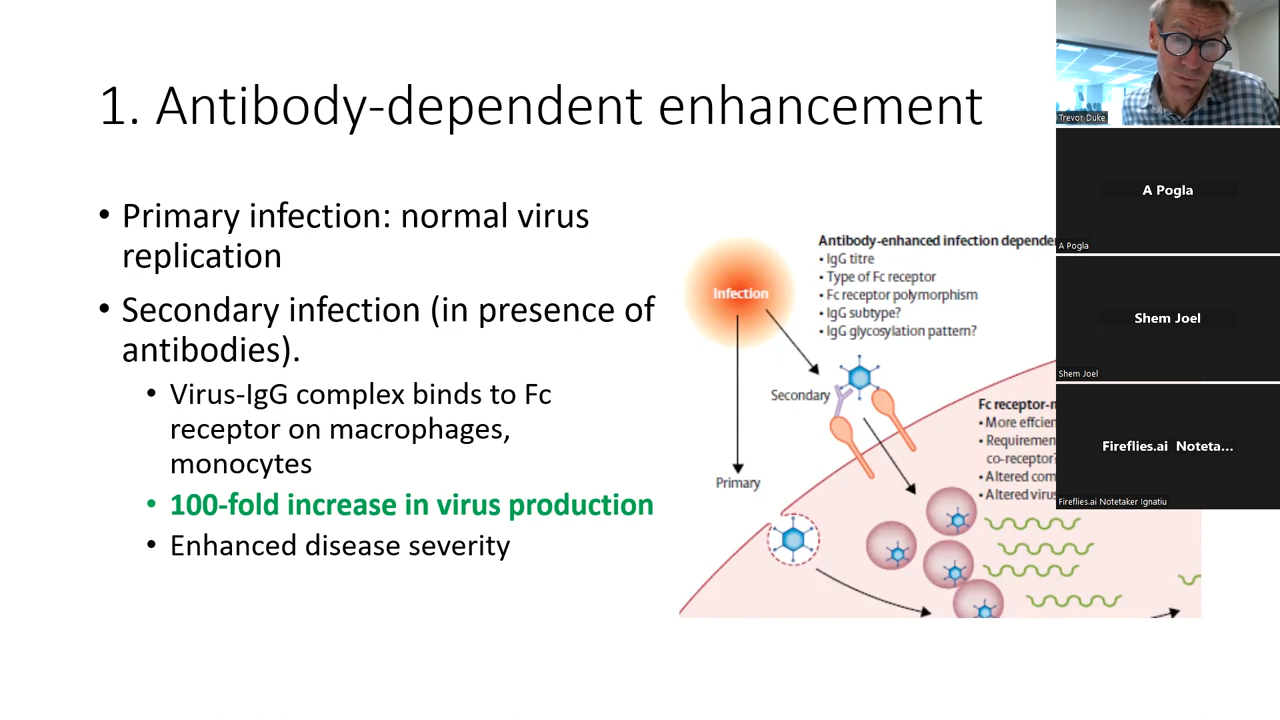 1. Antibody-dependent enhancement
• Primary infection: normal virus
replication
• Secondary infection (in presence of
antibodies).
• Virus-IgG complex binds to Fc
receptor on macrophages,
monocytes
• 100-fold increase in virus production
• Enhanced disease severity
Infection
Antibody-enhanced infection depende
• IgG titre
• Type of Fc receptor
• Fc receptor polymorphism
• IgG subtype?
• IgG glycosylation pattern?
Secondary
Primary
Fc receptor-m
• More effcien
• Requiremen
co-receptor?
• Altered com
• Altered virus
Trevor Duke
A Pogla
A Pogla
Shem Joel
Shem Joel
Fireflies.ai Noteta...
Fireflies.ai Notetaker Ignatiu